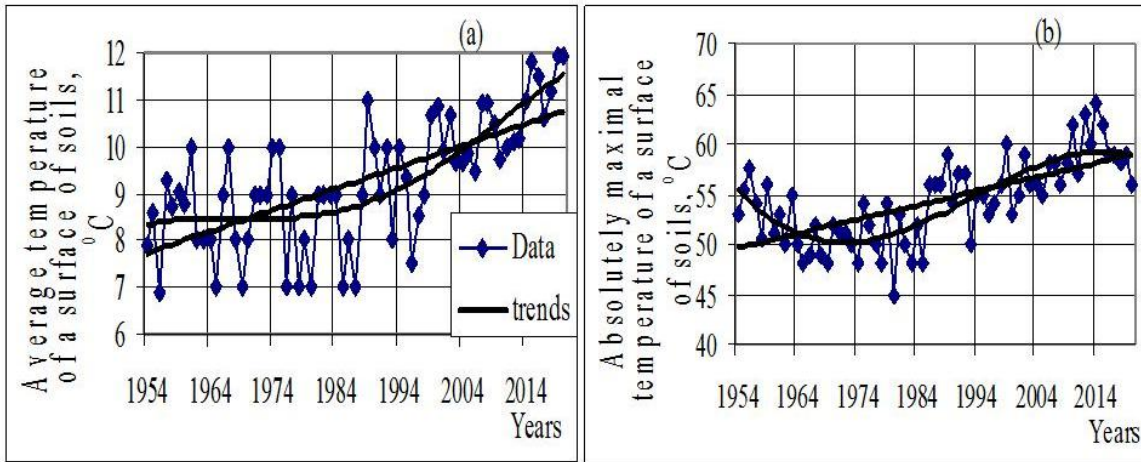 (a)
Average temperature
of a surface of soils,
°C
12
11
10
9
8
7
6
Data
trends
1954 1964 1974 1984 1994 2004 2014
Years
(b)
Absolutely maximal
temperature of a surface
of soils, °C
70
65
60
55
50
45
40
1954 1964 1974 1984 1994 2004 2014
Years